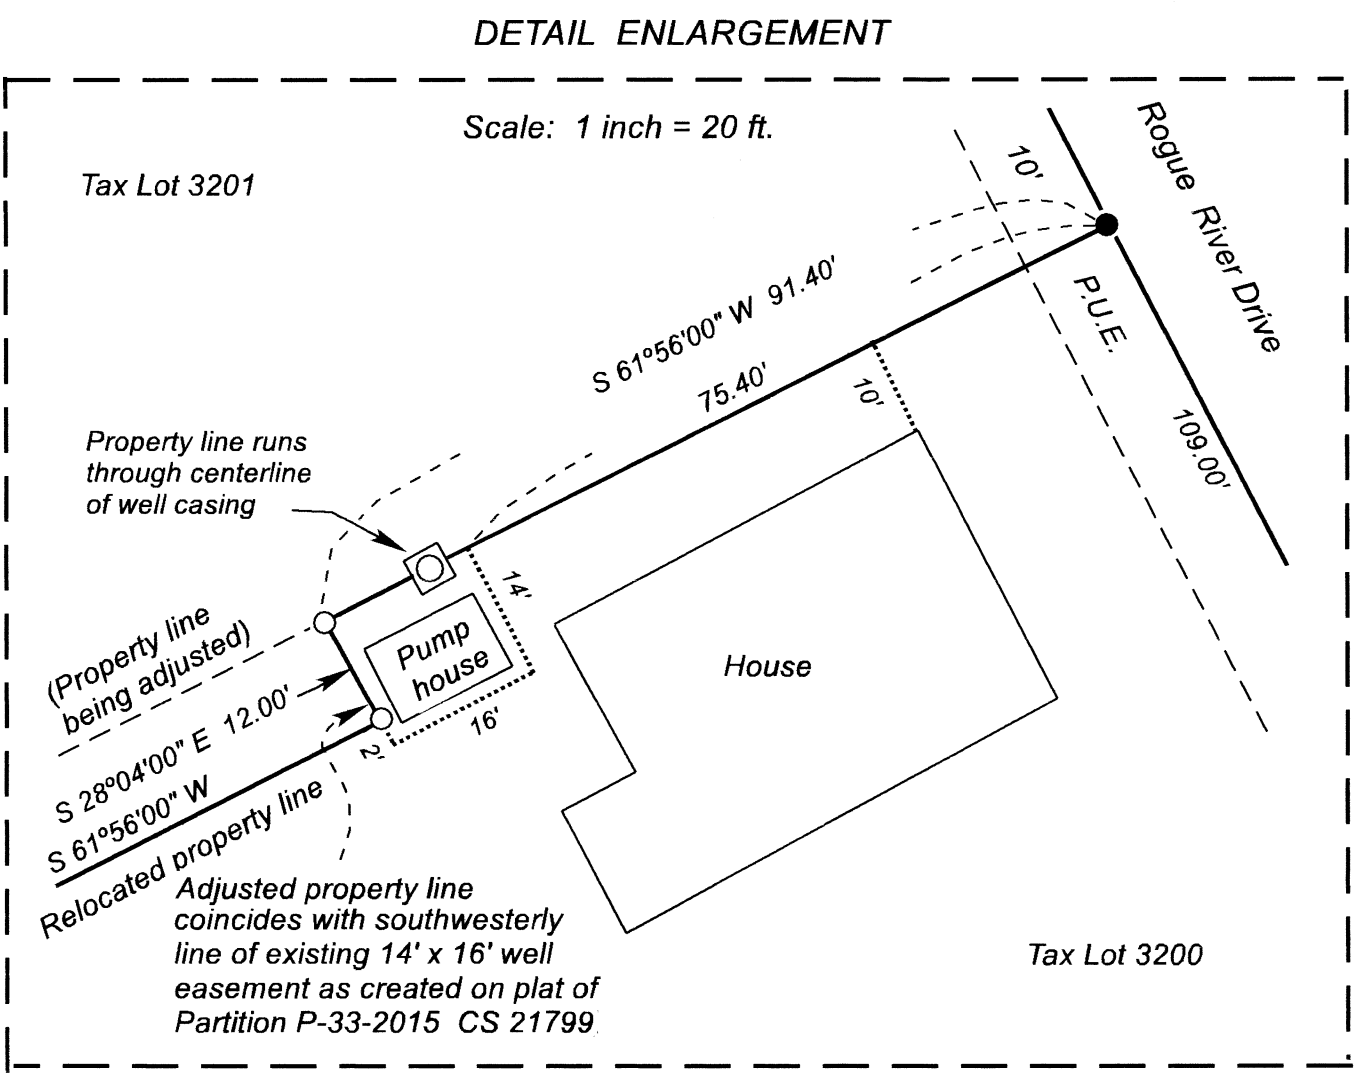 DETAIL ENLARGEMENT
Scale: 1 inch = 20 ft.
Tax Lot 3201
Rogue River Drive
10'
P.U.E.
109.00'
S 61°56'00" W 91.40'
75.40'
10'
Property line runs
through centerline
of well casing
14'
Pump
house
16'
2'
House
(Property line
being adjusted)
S 28°04'00" E 12.00'
S 61°56'00" W
Relocated property line
Adjusted property line
coincides with southwesterly
line of existing 14' x 16' well
easement as created on plat of
Partition P-33-2015 CS 21799
Tax Lot 3200